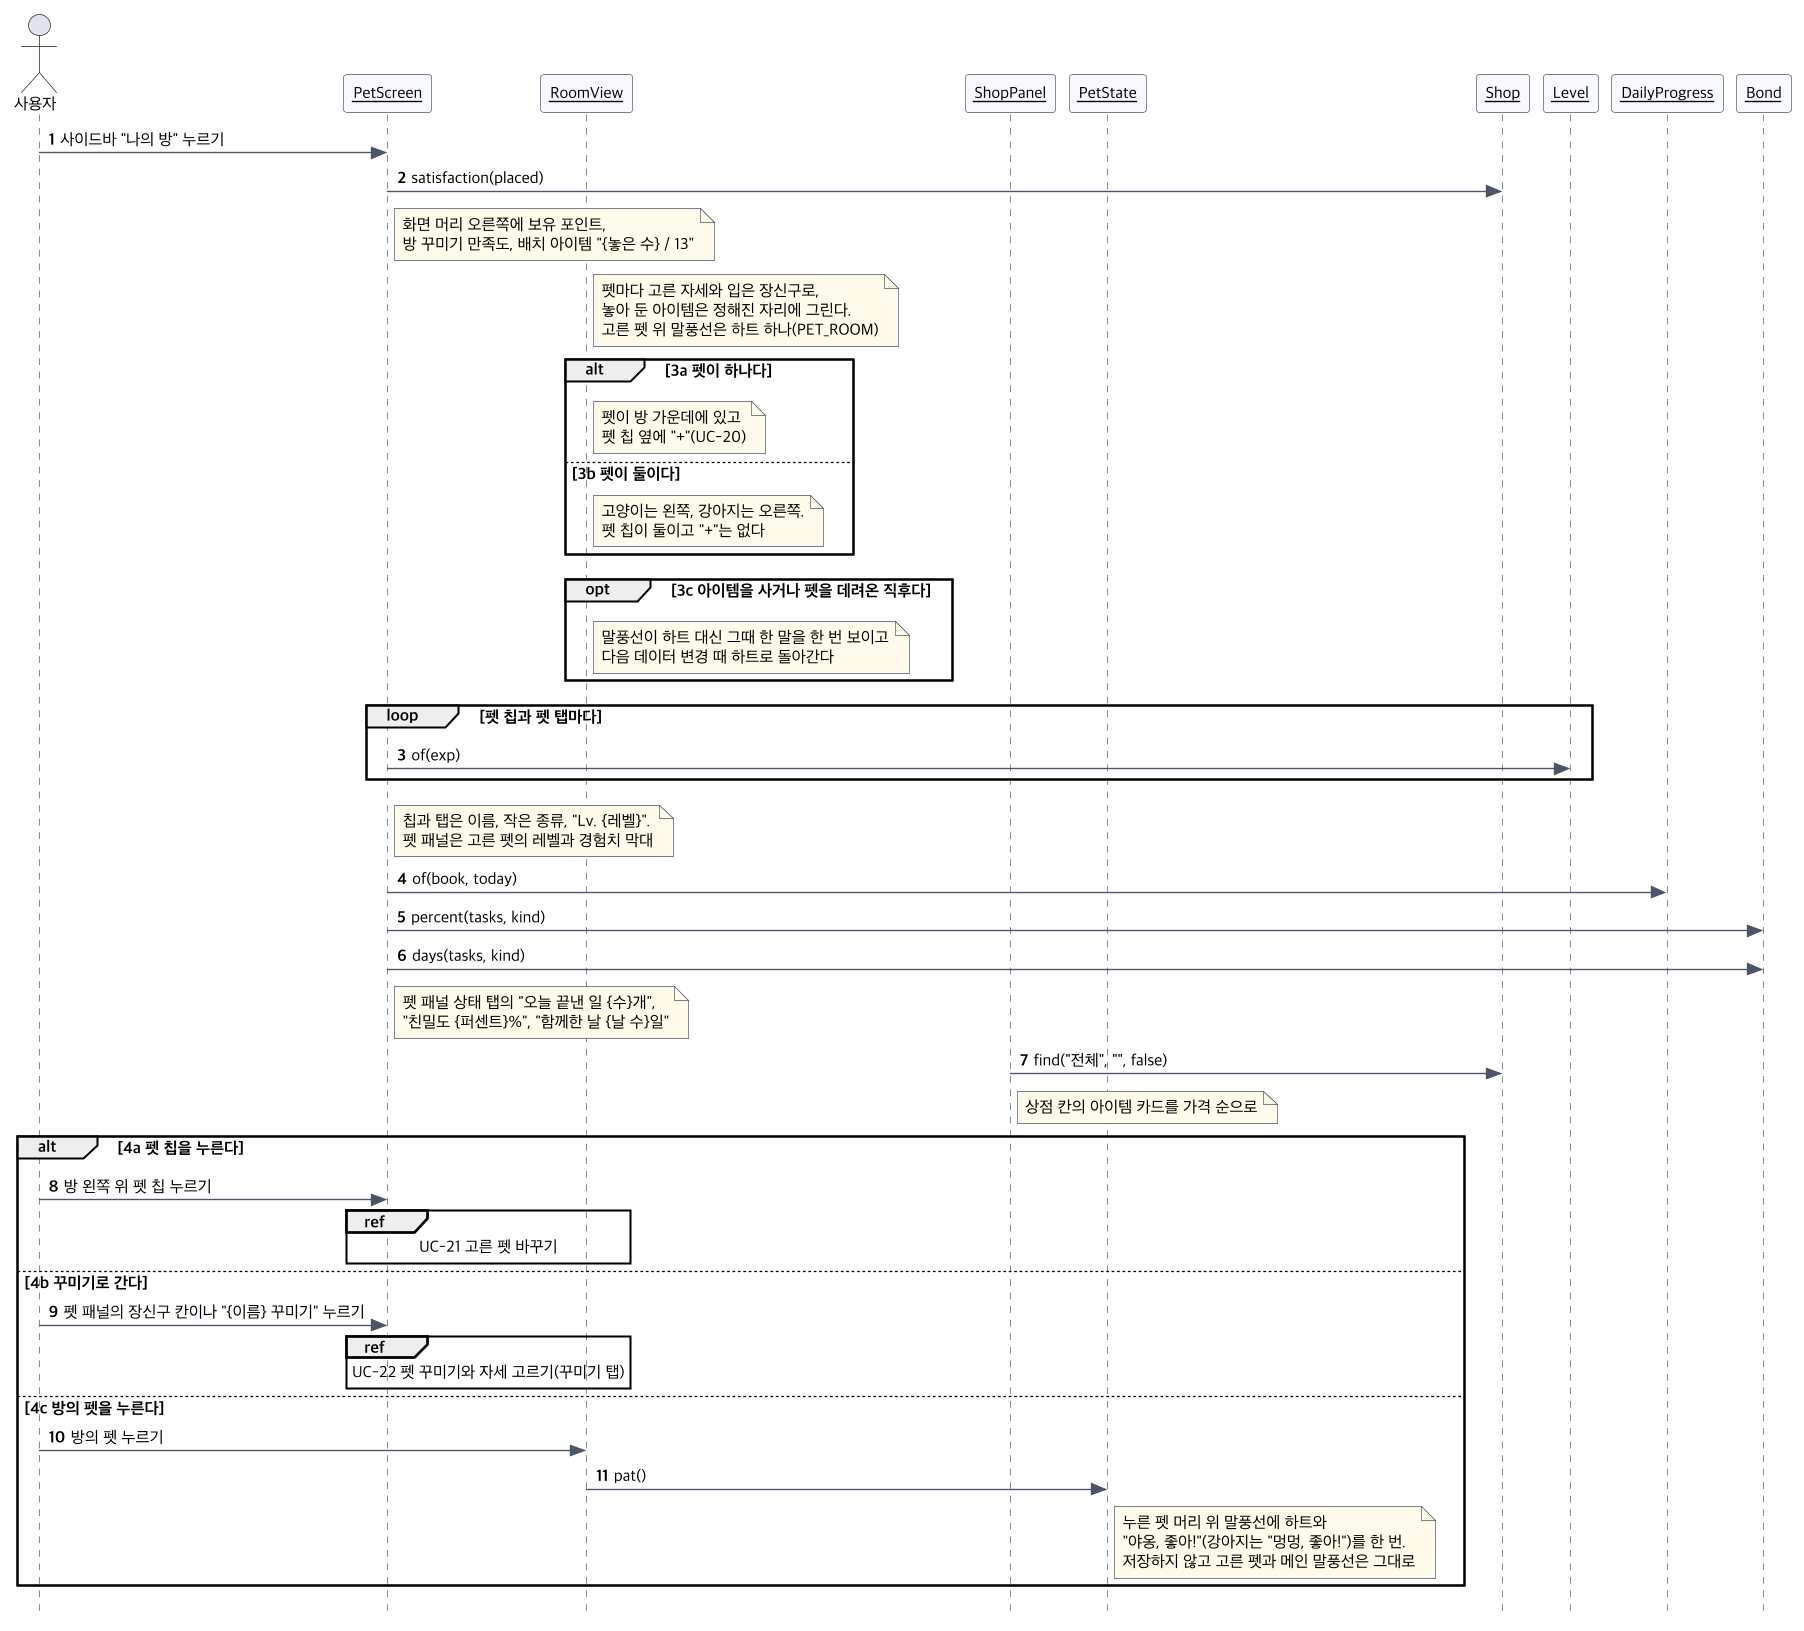 사용자
PetScreen
RoomView
ShopPanel
PetState
Shop
Level
DailyProgress
Bond
1 사이드바 "나의 방" 누르기
2 satisfaction(placed)
화면 머리 오른쪽에 보유 포인트,
방 꾸미기 만족도, 배치 아이템 "{놓은 수} / 13"
펫마다 고른 자세와 입은 장신구로,
놓아 둔 아이템은 정해진 자리에 그린다.
고른 펫 위 말풍선은 하트 하나(PET_ROOM)
alt [3a 펫이 하나다]
펫이 방 가운데에 있고
펫 칩 옆에 "+"(UC-20)
[3b 펫이 둘이다]
고양이는 왼쪽, 강아지는 오른쪽.
펫 칩이 둘이고 "+"는 없다
opt [3c 아이템을 사거나 펫을 데려온 직후다]
말풍선이 하트 대신 그때 한 말을 한 번 보이고
다음 데이터 변경 때 하트로 돌아간다
loop [펫 칩과 펫 탭마다]
3 of(exp)
칩과 탭은 이름, 작은 종류, "Lv. {레벨}".
펫 패널은 고른 펫의 레벨과 경험치 막대
4 of(book, today)
5 percent(tasks, kind)
6 days(tasks, kind)
펫 패널 상태 탭의 "오늘 끝낸 일 {수}개",
"친밀도 {퍼센트}%", "함께한 날 {날 수}일"
7 find("전체", "", false)
상점 칸의 아이템 카드를 가격 순으로
alt [4a 펫 칩을 누른다]
8 방 왼쪽 위 펫 칩 누르기
ref
UC-21 고른 펫 바꾸기
[4b 꾸미기로 간다]
9 펫 패널의 장신구 칸이나 "{이름} 꾸미기" 누르기
ref
UC-22 펫 꾸미기와 자세 고르기(꾸미기 탭)
[4c 방의 펫을 누른다]
10 방의 펫 누르기
11 pat()
누른 펫 머리 위 말풍선에 하트와
"야옹, 좋아!"(강아지는 "멍멍, 좋아!")를 한 번.
저장하지 않고 고른 펫과 메인 말풍선은 그대로